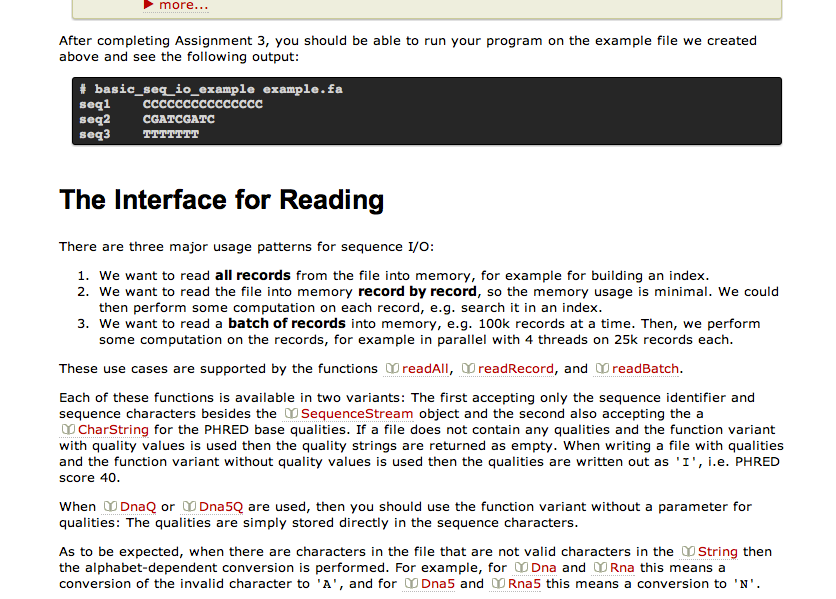 ▶ more...
After completing Assignment 3, you should be able to run your program on the example file we created
above and see the following output:
# basic_seq_io_example example.fa
seq1    CCCCCCCCCCCCCCC
seq2    CGATCGATC
seq3    TTTTTTT
The Interface for Reading
There are three major usage patterns for sequence I/O:
1. We want to read all records from the file into memory, for example for building an index.
2. We want to read the file into memory record by record, so the memory usage is minimal. We could
then perform some computation on each record, e.g. search it in an index.
3. We want to read a batch of records into memory, e.g. 100k records at a time. Then, we perform
some computation on the records, for example in parallel with 4 threads on 25k records each.
These use cases are supported by the functions readAll, readRecord, and readBatch.
Each of these functions is available in two variants: The first accepting only the sequence identifier and
sequence characters besides the SequenceStream object and the second also accepting the a
CharString for the PHRED base qualities. If a file does not contain any qualities and the function variant
with quality values is used then the quality strings are returned as empty. When writing a file with qualities
and the function variant without quality values is used then the qualities are written out as 'I', i.e. PHRED
score 40.
When DnaQ or Dna5Q are used, then you should use the function variant without a parameter for
qualities: The qualities are simply stored directly in the sequence characters.
As to be expected, when there are characters in the file that are not valid characters in the String then
the alphabet-dependent conversion is performed. For example, for Dna and Rna this means a
conversion of the invalid character to 'A', and for Dna5 and Rna5 this means a conversion to 'N'.